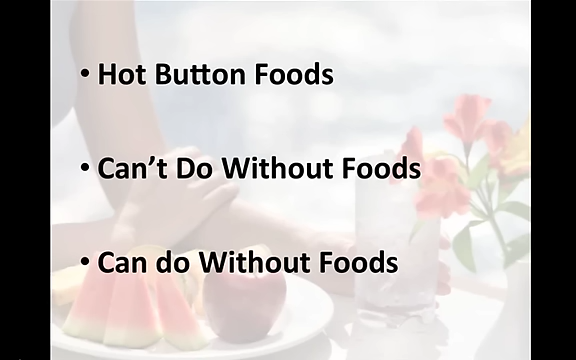 • Hot Button Foods
• Can’t Do Without Foods
• Can do Without Foods